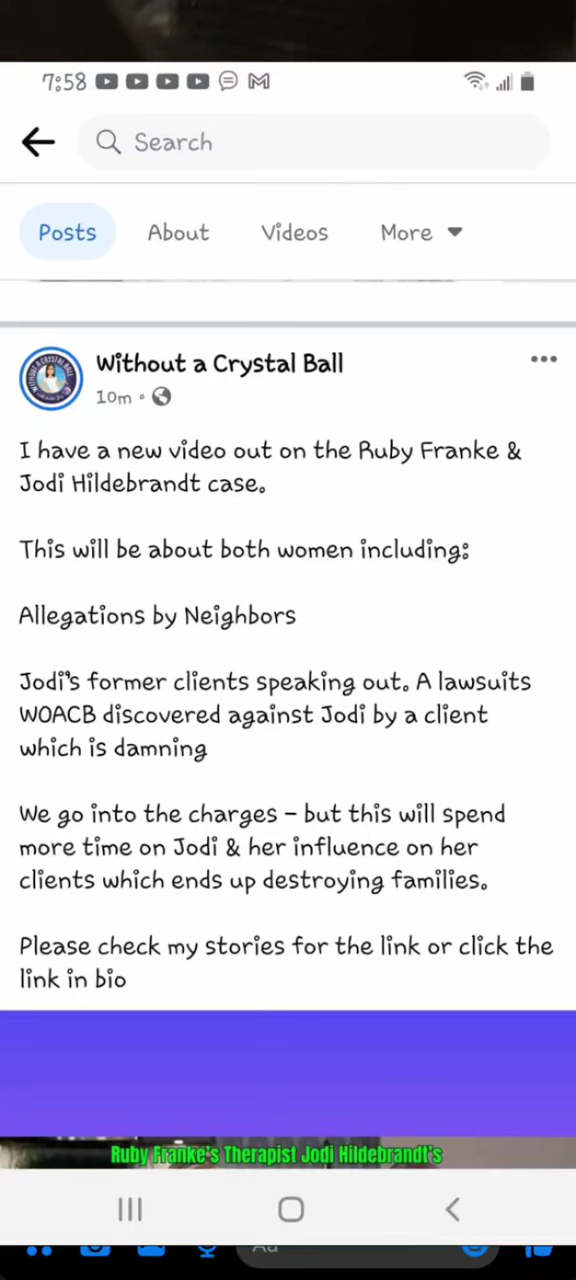 7:58
Search
Posts About Videos More
Without a Crystal Ball
10m
I have a new video out on the Ruby Franke &
Jodi Hildebrandt case.
This will be about both women including:
Allegations by Neighbors
Jodi's former clients speaking out. A lawsuits
WOACB discovered against Jodi by a client
which is damning
We go into the charges – but this will spend
more time on Jodi & her influence on her
clients which ends up destroying families.
Please check my stories for the link or click the
link in bio
Ruby Franke's Therapist Jodi Hildebrandt's
Aa